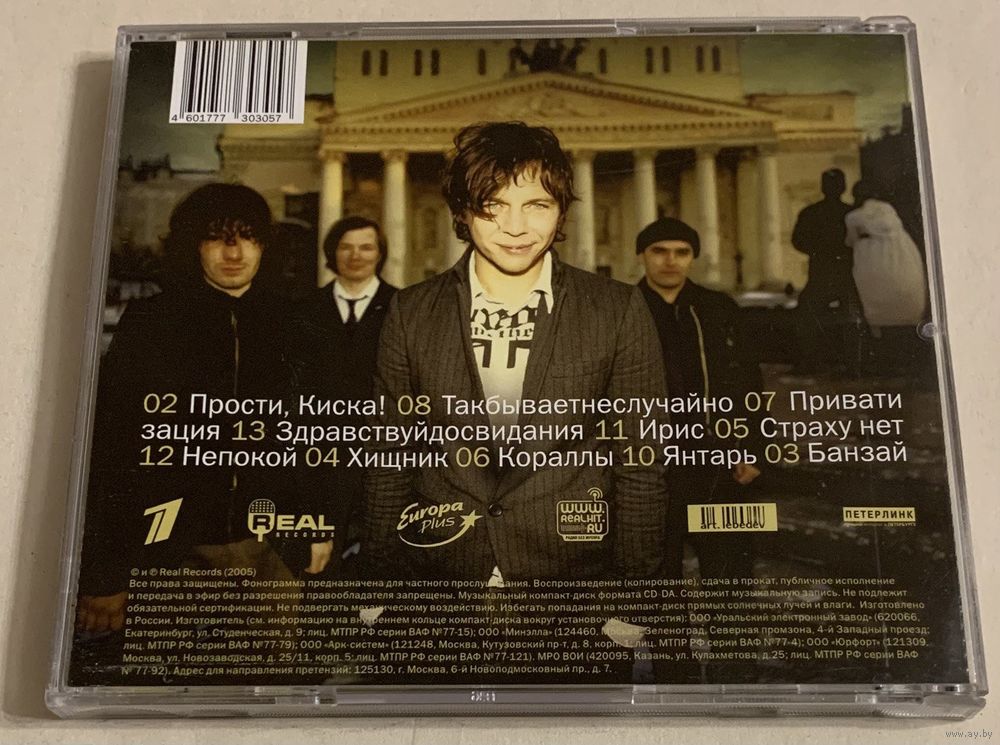 4 601777 303057
02 Прости, Киска! 08 Такбываетнеслучайно 07 Привати
зация 13 Здравствуйдосвидания 11 Ирис 05 Страху нет
12 Непокой 04 Хищник 06 Кораллы 10 Янтарь 03 Банзай
1
REAL
RECORDS
Europa
plus
WWW.
REALHIT.
RU
РАДИО БЕЗ МУСОРА
art.lebedev
ПЕТЕРЛИНК
© и ℗ Real Records (2005)
Все права защищены. Фонограмма предназначена для частного прослушивания. Воспроизведение (копирование), сдача в прокат, публичное исполнение
и передача в эфир без разрешения правообладателя запрещены. Музыкальный компакт-диск формата CD-DA. Содержит музыкальную запись. Не подлежит
обязательной сертификации. Не подвергать механическому воздействию. Избегать попадания на компакт-диск прямых солнечных лучей и влаги. Изготовлено
в России. Изготовитель (см. информацию на внутреннем кольце компакт-диска вокруг установочного отверстия): ООО «Уральский электронный завод» (620066,
Екатеринбург, ул. Студенческая, д. 9; лиц. МТПР РФ серии ВАФ №77-15); ООО «Минэлла» (124460, Москва, Зеленоград, Северная промзона, 4-й Западный проезд;
лиц. МТПР РФ серии ВАФ №77-79); ООО «Арк-систем» (121248, Москва, Кутузовский пр-т, д. 8, корп. 1; лиц. МТПР РФ серии ВАФ №77-4); ООО «Юрфорт» (121309,
Москва, ул. Новозаводская, д. 25/11, корп. 5; лиц. МТПР РФ серии ВАФ №77-121). МРО ВОИ (420095, Казань, ул. Кулахметова, д.25; лиц. МТПР РФ серии ВАФ
№77-92). Адрес для направления претензий: 125130, г. Москва, 6-й Новоподмосковный пр., д. 7.
www.ay.by